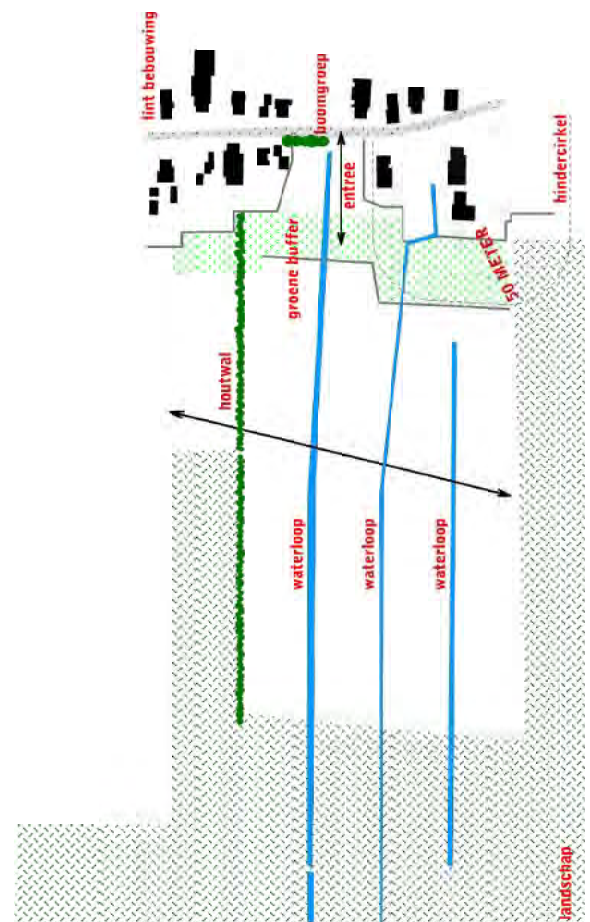 lint bebouwing
boomgroep
entree
hindercirkel
groene buffer
50 METER
houtwal
waterloop
waterloop
waterloop
landschap